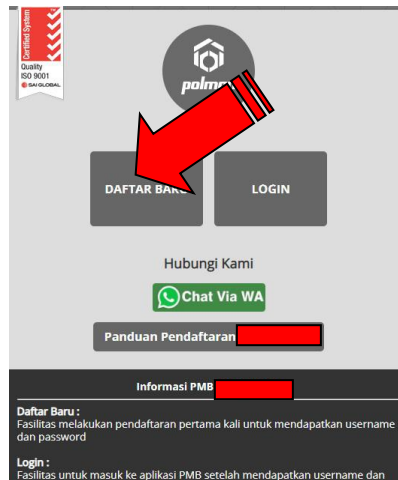 Certified System
Quality
ISO 9001
SAI GLOBAL
DAFTAR
LOGIN
Hubungi Kami
Chat Via WA
Panduan Pendaftaran
Informasi PMB
Daftar Baru :
Fasilitas melakukan pendaftaran pertama kali untuk mendapatkan username
dan password
Login :
Fasilitas untuk masuk ke aplikasi PMB setelah mendapatkan username dan